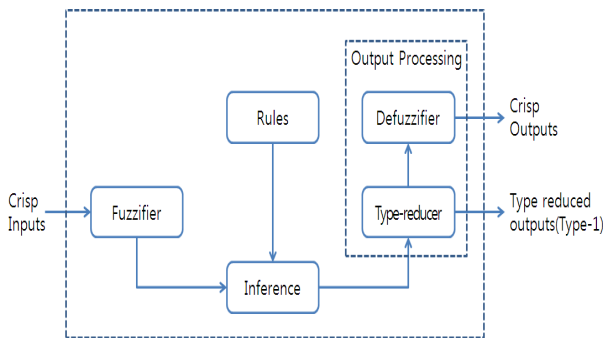 Output Processing
Rules
Defuzzifier
Crisp
Outputs
Crisp
Inputs
Fuzzifier
Type-reducer
Type reduced
outputs(Type-1)
Inference